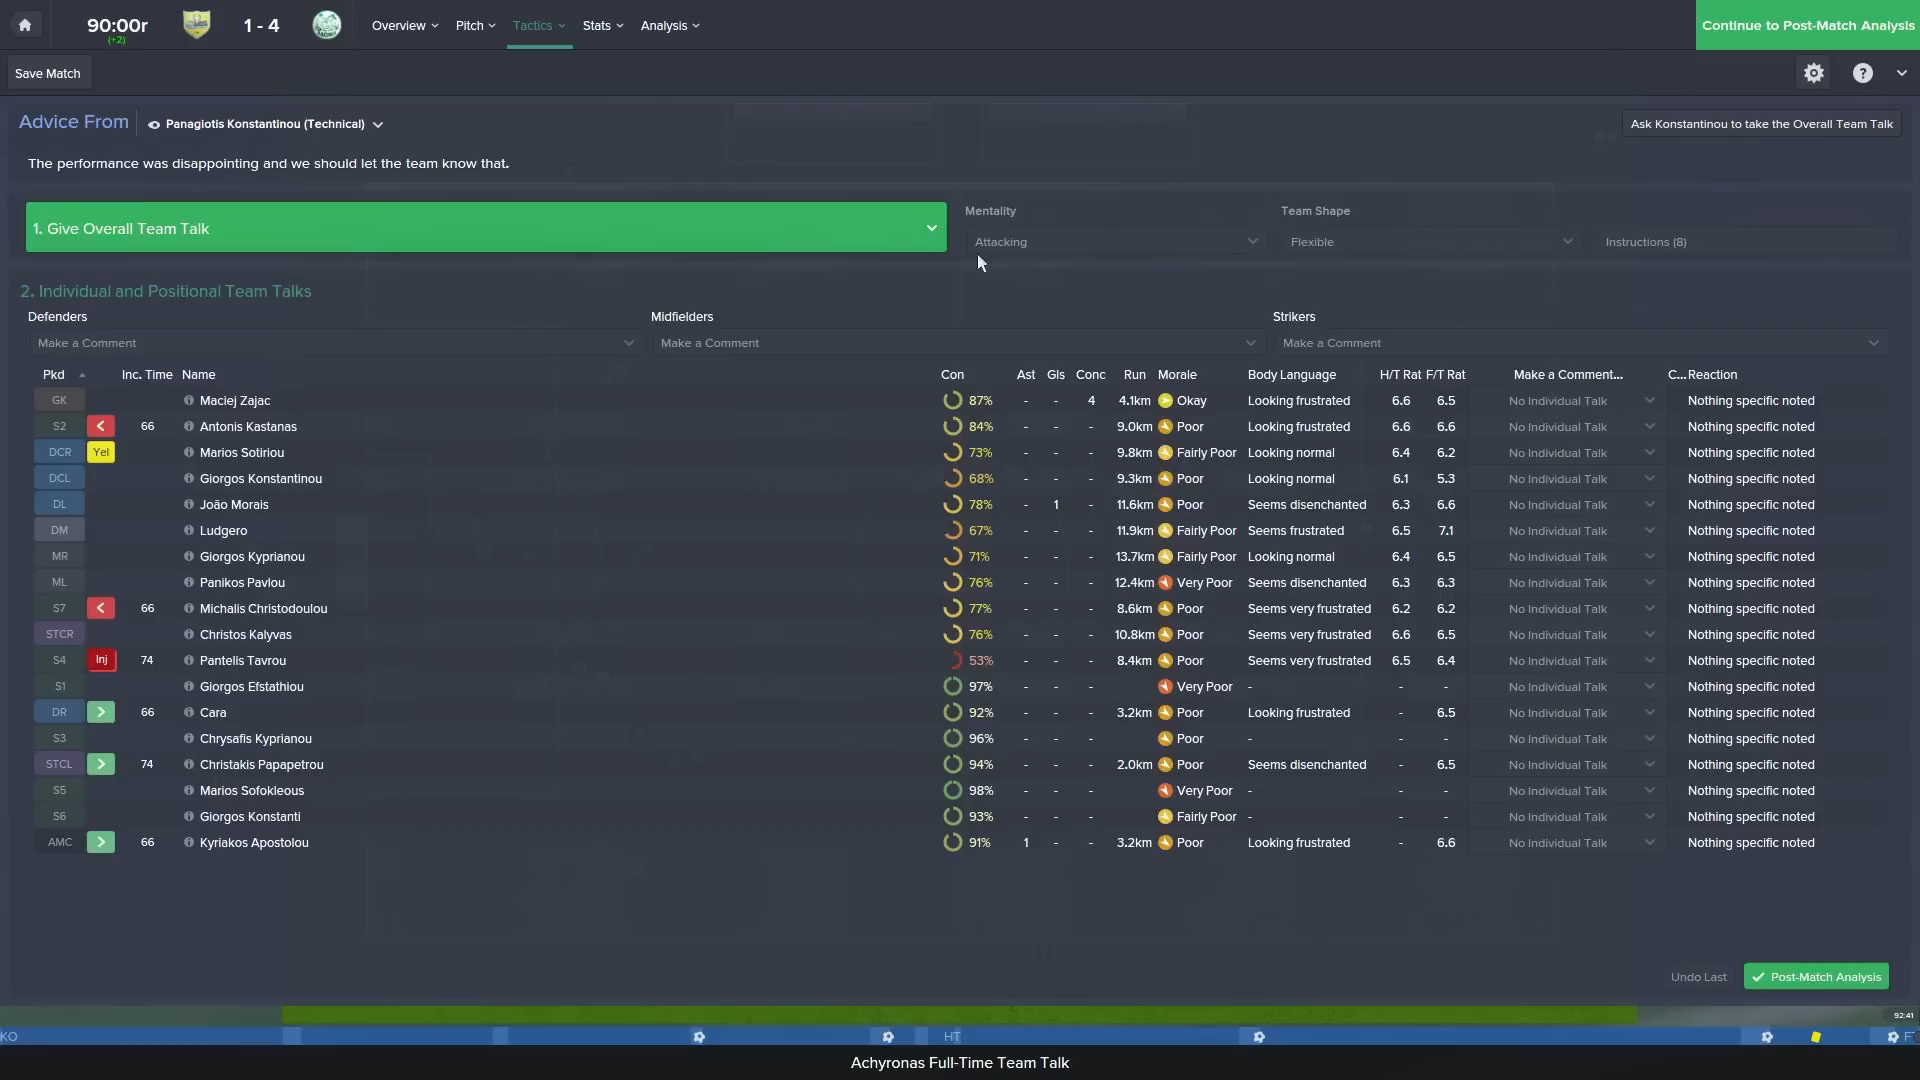 90:00r
(+2)
1 - 4
Overview
Pitch
Tactics
Stats
Analysis
Continue to Post-Match Analysis
Save Match
?
Advice From
Panagiotis Konstantinou (Technical)
Ask Konstantinou to take the Overall Team Talk
The performance was disappointing and we should let the team know that.
1. Give Overall Team Talk
Mentality
Attacking
Team Shape
Flexible
Instructions (8)
2. Individual and Positional Team Talks
Defenders
Midfielders
Strikers
Make a Comment
Make a Comment
Make a Comment
Pkd Inc. Time Name Con Ast Gls Conc Run Morale Body Language H/T Rat F/T Rat Make a Comment... C... Reaction
GK Maciej Zajac 87% - - 4 4.1km Okay Looking frustrated 6.6 6.5 No Individual Talk Nothing specific noted
S2 66 Antonis Kastanas 84% - - - 9.0km Poor Looking frustrated 6.6 6.6 No Individual Talk Nothing specific noted
DCR Yel Marios Sotiriou 73% - - - 9.8km Fairly Poor Looking normal 6.4 6.2 No Individual Talk Nothing specific noted
DCL Giorgos Konstantinou 68% - - - 9.3km Poor Looking normal 6.1 5.3 No Individual Talk Nothing specific noted
DL João Morais 78% - 1 - 11.6km Poor Seems disenchanted 6.3 6.6 No Individual Talk Nothing specific noted
DM Ludgero 67% - - - 11.9km Fairly Poor Seems frustrated 6.5 7.1 No Individual Talk Nothing specific noted
MR Giorgos Kyprianou 71% - - - 13.7km Fairly Poor Looking normal 6.4 6.5 No Individual Talk Nothing specific noted
ML Panikos Pavlou 76% - - - 12.4km Very Poor Seems disenchanted 6.3 6.3 No Individual Talk Nothing specific noted
S7 66 Michalis Christodoulou 77% - - - 8.6km Poor Seems very frustrated 6.2 6.2 No Individual Talk Nothing specific noted
STCR Christos Kalyvas 76% - - - 10.8km Poor Seems very frustrated 6.6 6.5 No Individual Talk Nothing specific noted
S4 Inj 74 Pantelis Tavrou 53% - - - 8.4km Poor Seems very frustrated 6.5 6.4 No Individual Talk Nothing specific noted
S1 Giorgos Efstathiou 97% - - - Very Poor - - - No Individual Talk Nothing specific noted
DR 66 Cara 92% - - - 3.2km Poor Looking frustrated - 6.5 No Individual Talk Nothing specific noted
S3 Chrysafis Kyprianou 96% - - - Poor - - - No Individual Talk Nothing specific noted
STCL 74 Christakis Papapetrou 94% - - - 2.0km Poor Seems disenchanted - 6.5 No Individual Talk Nothing specific noted
S5 Marios Sofokleous 98% - - - Very Poor - - - No Individual Talk Nothing specific noted
S6 Giorgos Konstanti 93% - - - Fairly Poor - - - No Individual Talk Nothing specific noted
AMC 66 Kyriakos Apostolou 91% 1 - - 3.2km Poor Looking frustrated - 6.6 No Individual Talk Nothing specific noted
Undo Last
Post-Match Analysis
92:41
KO
HT
Achyronas Full-Time Team Talk